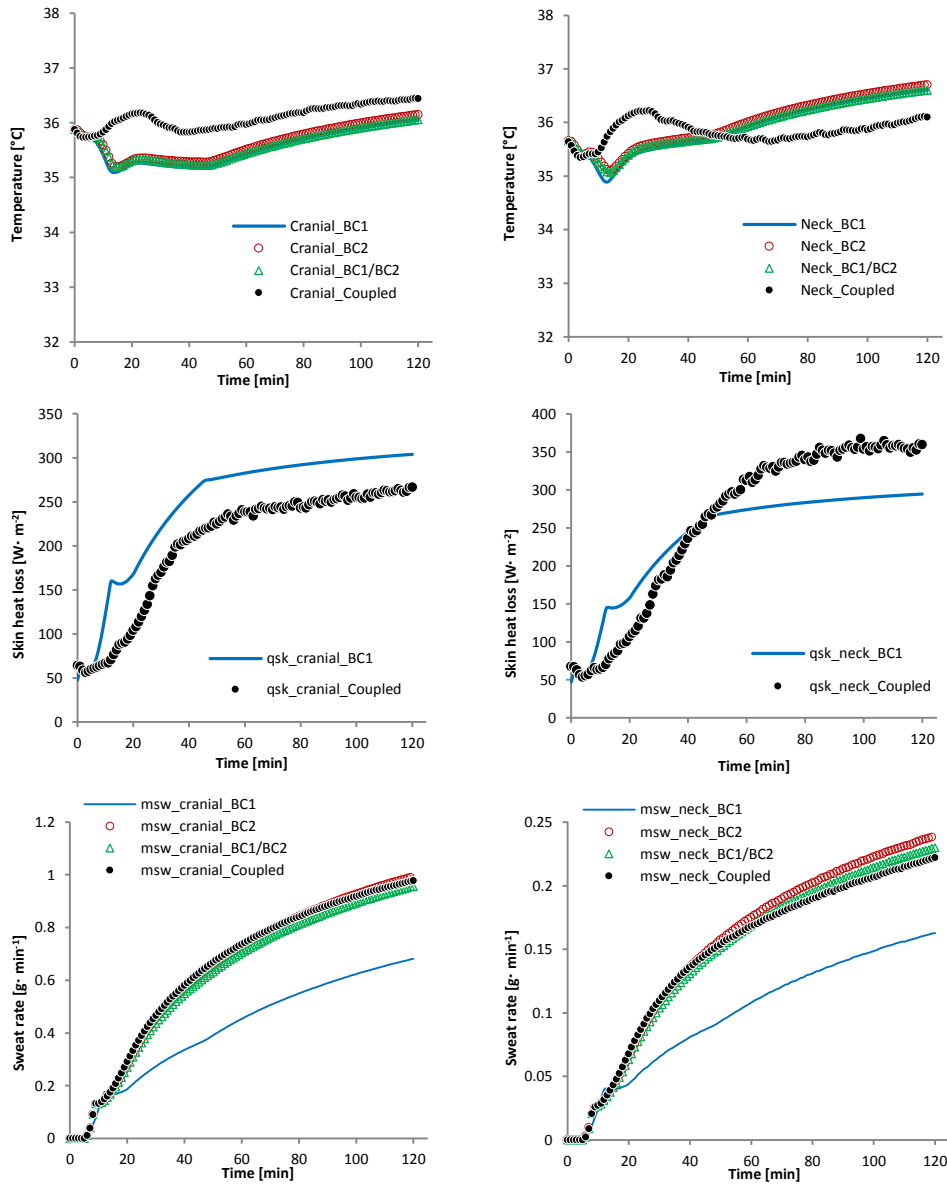 38
37
36
35
34
33
32
Temperature [°C]
Cranial_BC1
Cranial_BC2
Cranial_BC1/BC2
Cranial_Coupled
0 20 40 60 80 100 120
Time [min]
38
37
36
35
34
33
32
Temperature [°C]
Neck_BC1
Neck_BC2
Neck_BC1/BC2
Neck_Coupled
0 20 40 60 80 100 120
Time [min]
350
300
250
200
150
100
50
0
Skin heat loss [W· m⁻²]
qsk_cranial_BC1
qsk_cranial_Coupled
0 20 40 60 80 100 120
Time [min]
400
350
300
250
200
150
100
50
0
Skin heat loss [W· m⁻²]
qsk_neck_BC1
qsk_neck_Coupled
0 20 40 60 80 100 120
Time [min]
msw_cranial_BC1
msw_cranial_BC2
msw_cranial_BC1/BC2
msw_cranial_Coupled
1.2
1
0.8
0.6
0.4
0.2
0
Sweat rate [g· min⁻¹]
0 20 40 60 80 100 120
Time [min]
msw_neck_BC1
msw_neck_BC2
msw_neck_BC1/BC2
msw_neck_Coupled
0.25
0.2
0.15
0.1
0.05
0
Sweat rate [g· min⁻¹]
0 20 40 60 80 100 120
Time [min]